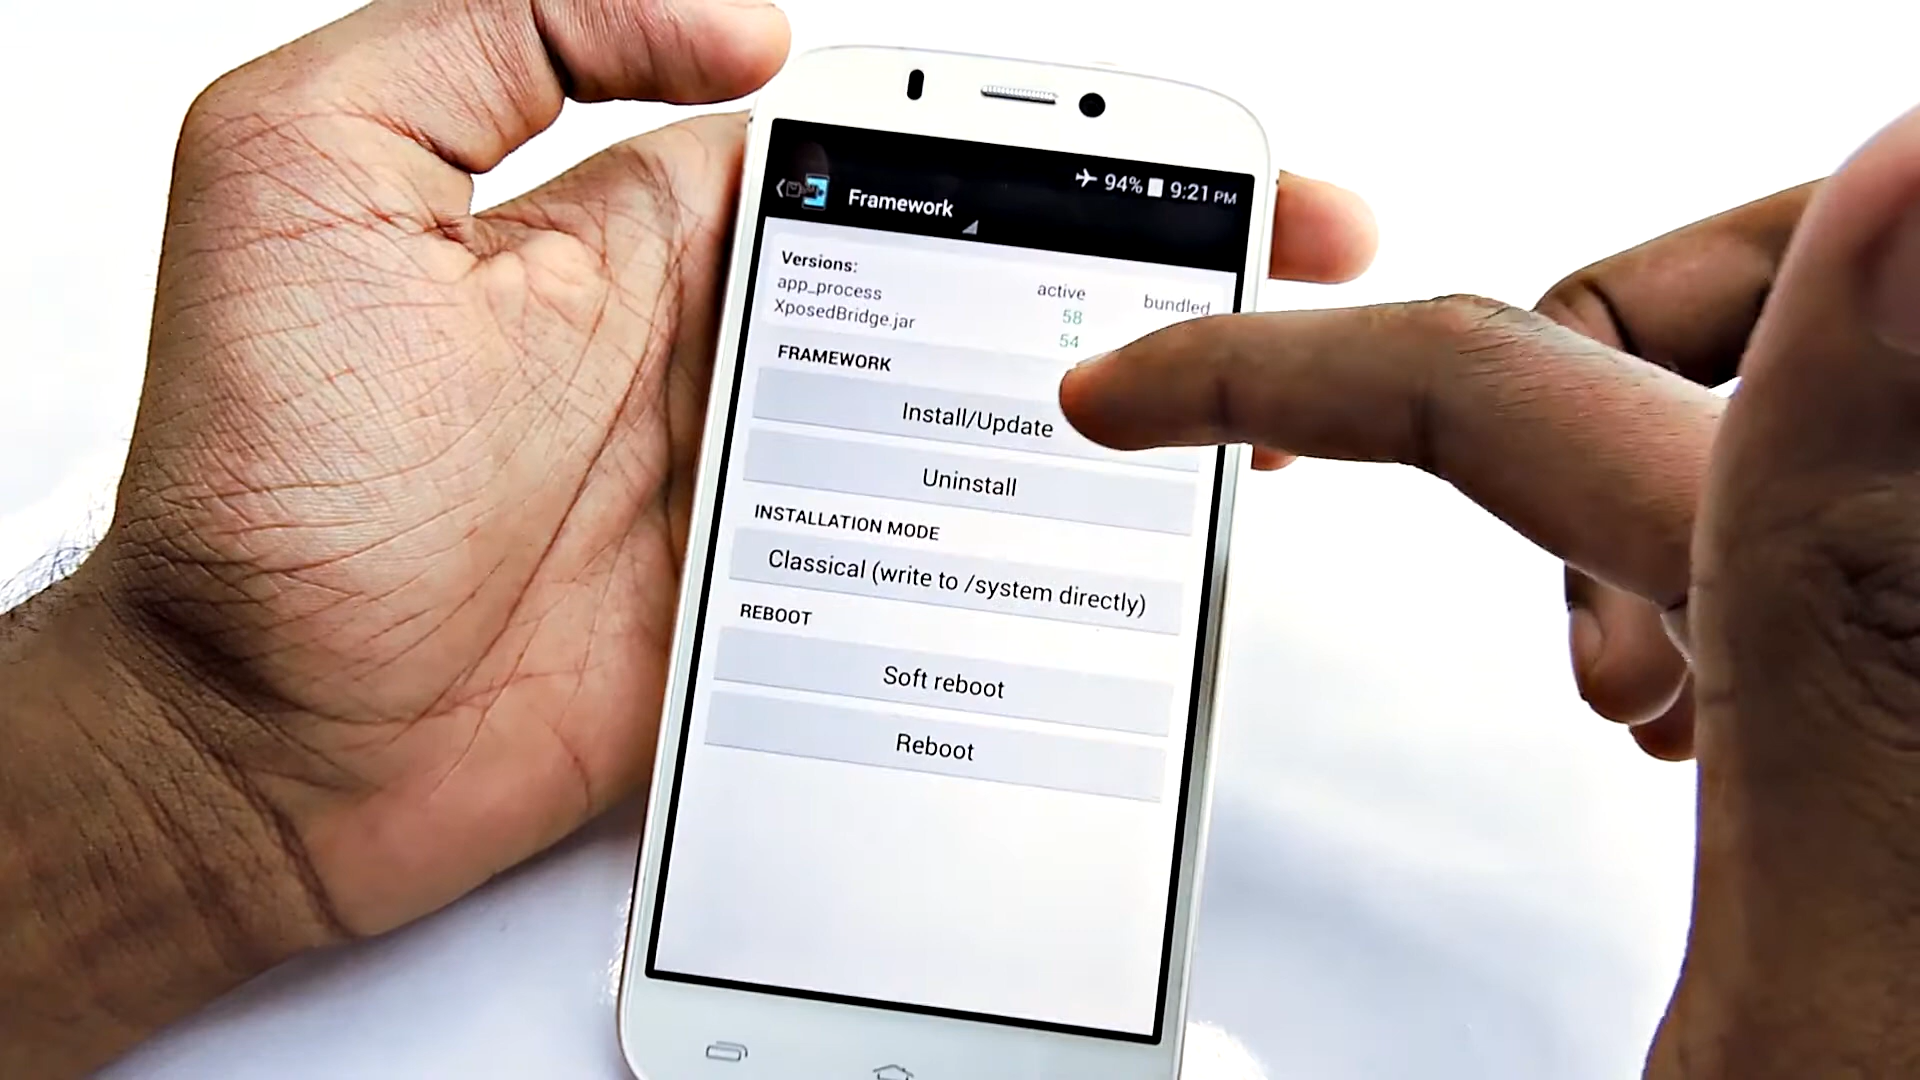 94% 9:21 PM
Framework
Versions:
active bundled
app_process 58
XposedBridge.jar 54
FRAMEWORK
Install/Update
Uninstall
INSTALLATION MODE
Classical (write to /system directly)
REBOOT
Soft reboot
Reboot